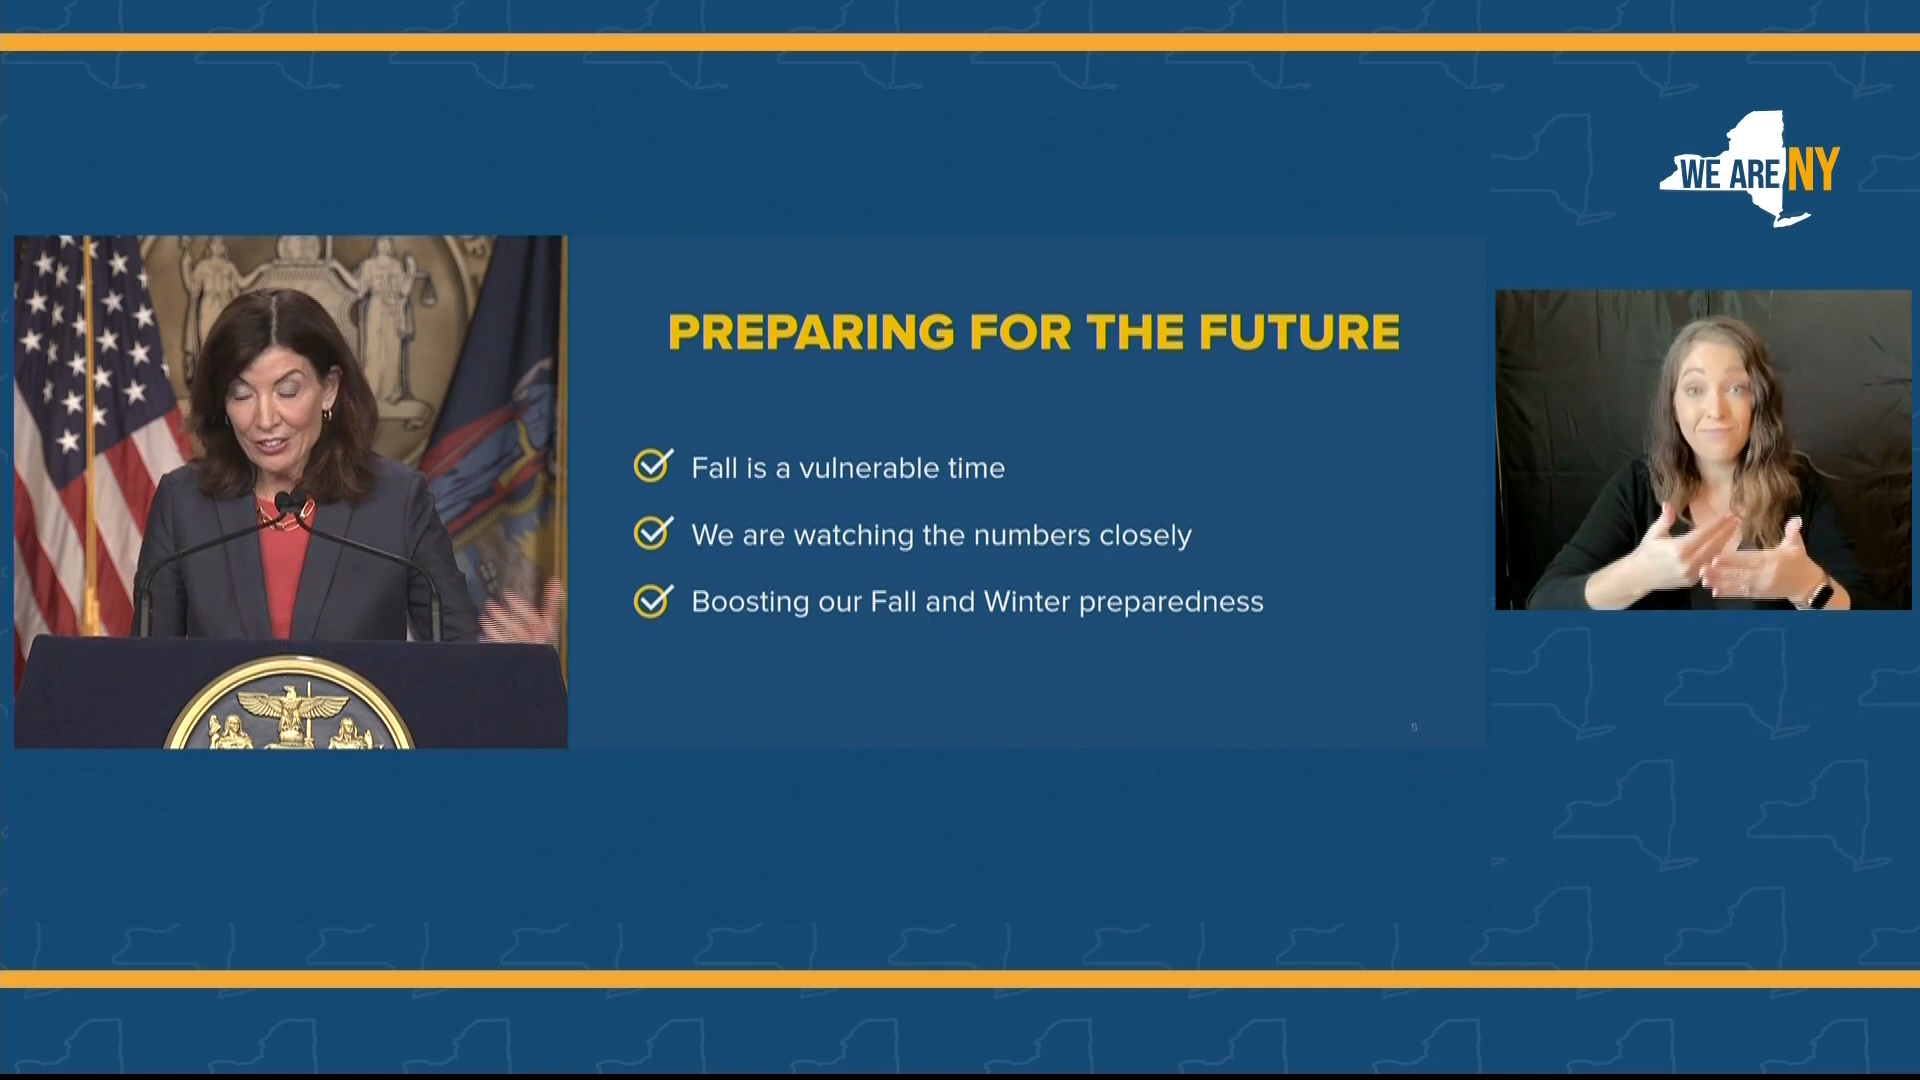 WE ARE NY
PREPARING FOR THE FUTURE
Fall is a vulnerable time
We are watching the numbers closely
Boosting our Fall and Winter preparedness
5